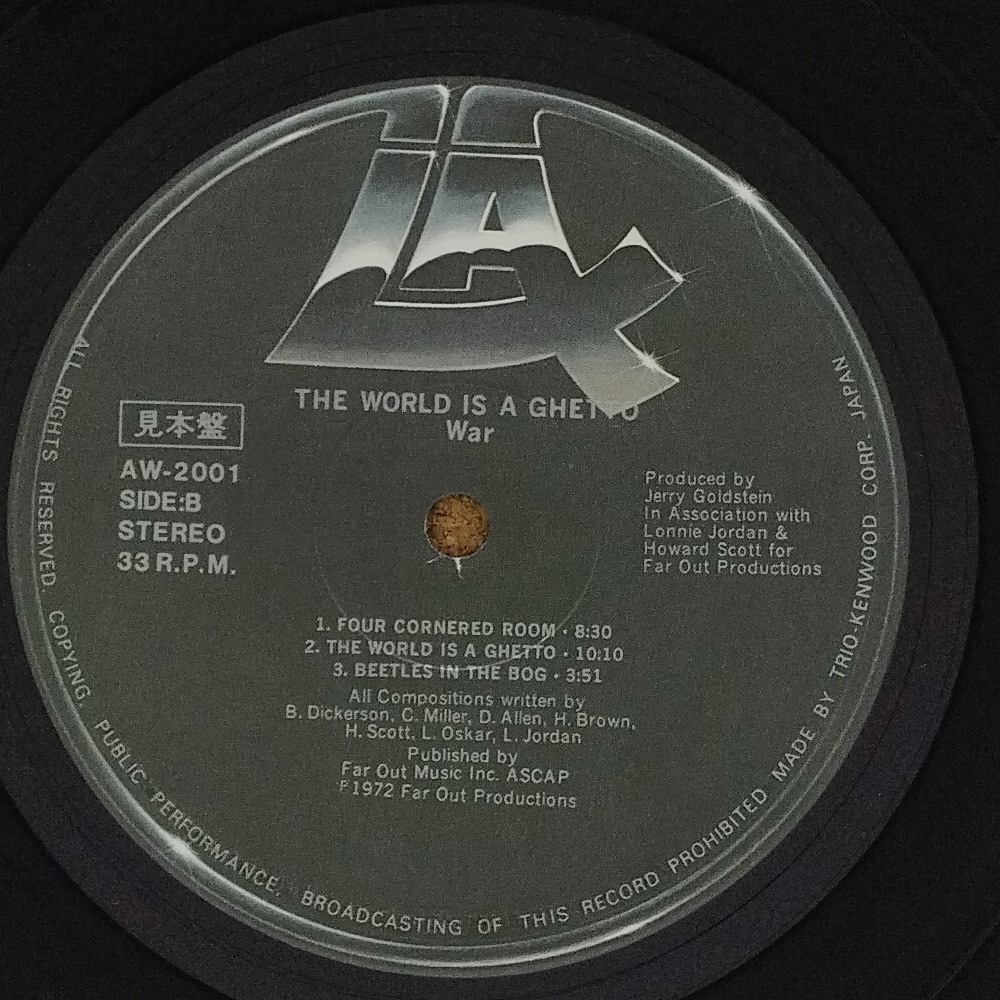 LAX
THE WORLD IS A GHETTO
War
見本盤
AW-2001
SIDE:B
STEREO
33 R.P.M.
Produced by
Jerry Goldstein
In Association with
Lonnie Jordan &
Howard Scott for
Far Out Productions
1. FOUR CORNERED ROOM · 8:30
2. THE WORLD IS A GHETTO · 10:10
3. BEETLES IN THE BOG · 3:51
All Compositions written by
B. Dickerson, C. Miller, D. Allen, H. Brown,
H. Scott, L. Oskar, L. Jordan
Published by
Far Out Music Inc. ASCAP
℗1972 Far Out Productions
ALL RIGHTS RESERVED. COPYING, PUBLIC PERFORMANCE, BROADCASTING OF THIS RECORD PROHIBITED MADE BY TRIO-KENWOOD CORP. JAPAN